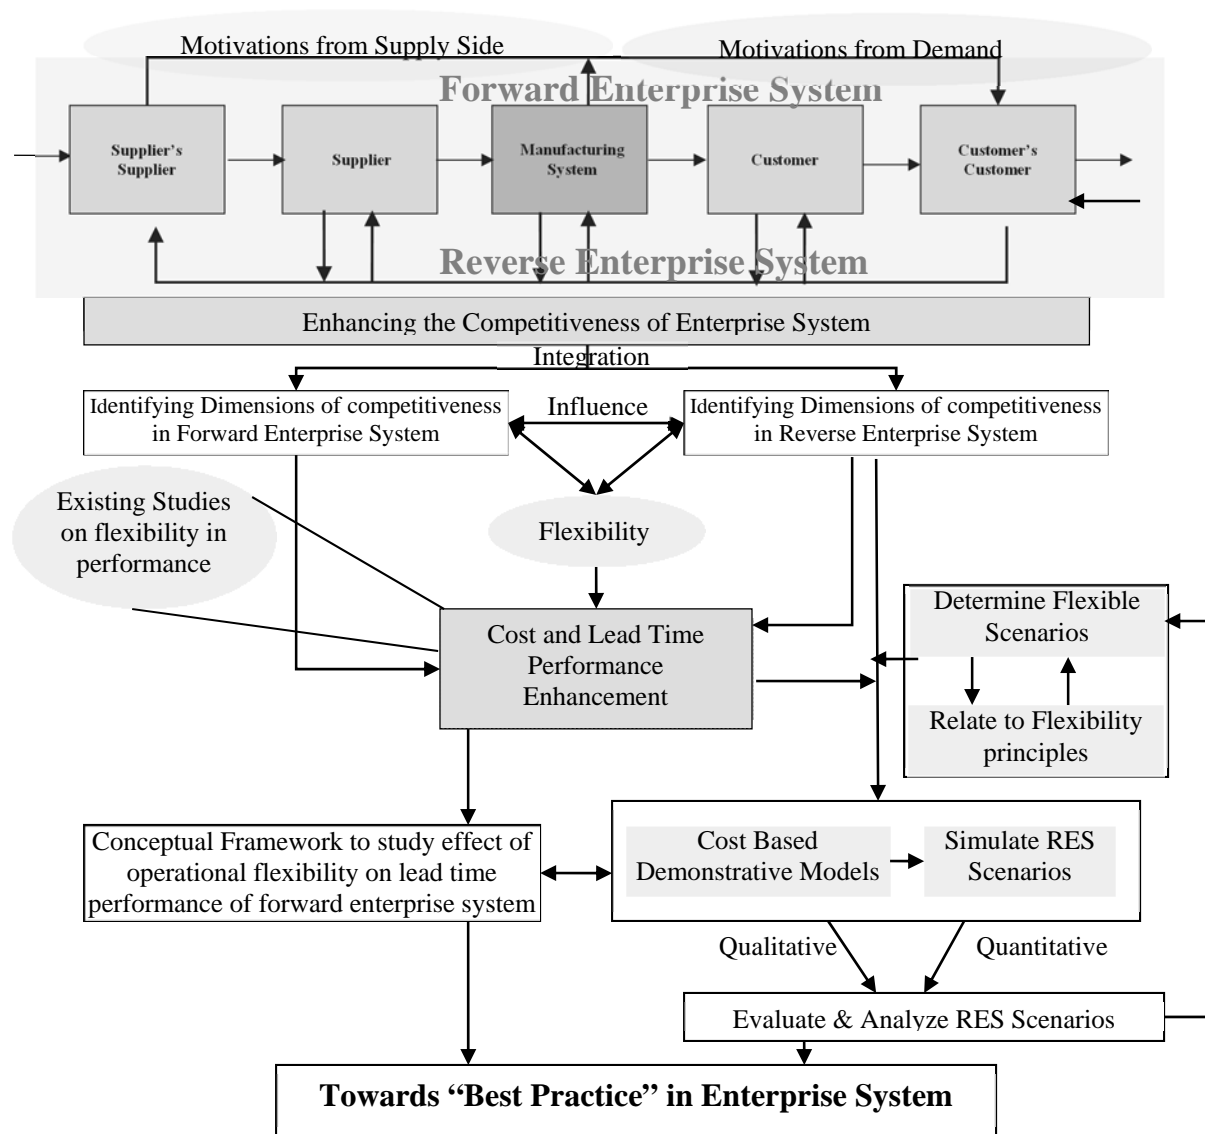 Motivations from Supply Side
Motivations from Demand
Forward Enterprise System
Supplier's
Supplier
Supplier
Manufacturing
System
Customer
Customer's
Customer
Reverse Enterprise System
Enhancing the Competitiveness of Enterprise System
Integration
Identifying Dimensions of competitiveness
in Forward Enterprise System
Influence
Identifying Dimensions of competitiveness
in Reverse Enterprise System
Existing Studies
on flexibility in
performance
Flexibility
Determine Flexible
Scenarios
Cost and Lead Time
Performance
Enhancement
Relate to Flexibility
principles
Conceptual Framework to study effect of
operational flexibility on lead time
performance of forward enterprise system
Cost Based
Demonstrative Models
Simulate RES
Scenarios
Qualitative
Quantitative
Evaluate & Analyze RES Scenarios
Towards “Best Practice” in Enterprise System